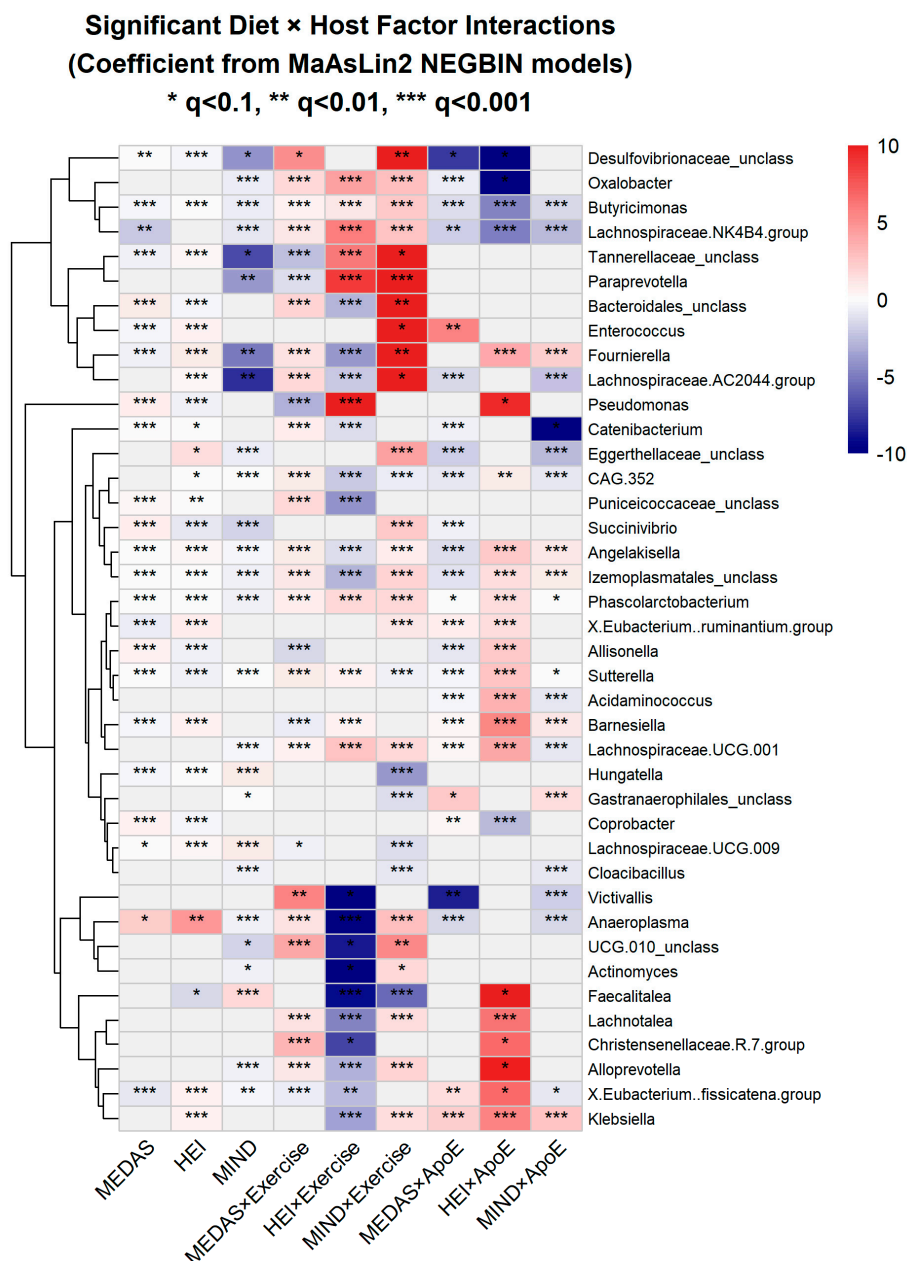 Significant Diet × Host Factor Interactions
(Coefficient from MaAsLin2 NEGBIN models)
* q<0.1, ** q<0.01, *** q<0.001
** *** * * ** * * Desulfovibrionaceae_unclass
*** *** *** *** *** * Oxalobacter
*** *** *** *** *** *** *** *** *** Butyricimonas
** *** *** *** *** ** *** *** Lachnospiraceae.NK4B4.group
*** *** * *** *** * Tannerellaceae_unclass
** *** *** *** Paraprevotella
*** *** *** *** ** Bacteroidales_unclass
*** *** * ** Enterococcus
*** *** ** *** *** ** *** *** Fournierella
*** ** *** *** * *** *** Lachnospiraceae.AC2044.group
*** *** *** *** * Pseudomonas
*** * *** *** *** * Catenibacterium
* *** *** *** *** Eggerthellaceae_unclass
* *** *** *** *** *** ** *** CAG.352
*** ** *** *** Puniceicoccaceae_unclass
*** *** *** *** *** Succinivibrio
*** *** *** *** *** *** *** *** *** Angelakisella
*** *** *** *** *** *** *** *** *** Izemoplasmatales_unclass
*** *** *** *** *** *** * *** * Phascolarctobacterium
*** *** *** *** *** X.Eubacterium..ruminantium.group
*** *** *** *** *** Allisonella
*** *** *** *** *** *** *** *** * Sutterella
*** *** *** Acidaminococcus
*** *** *** *** *** *** *** Barnesiella
*** *** *** *** *** *** *** Lachnospiraceae.UCG.001
*** *** *** *** Hungatella
* *** * *** Gastranaerophilales_unclass
*** *** ** *** Coprobacter
* *** *** * *** Lachnospiraceae.UCG.009
*** *** *** Cloacibacillus
** * ** *** Victivallis
* ** *** *** *** *** *** *** Anaeroplasma
* *** * ** UCG.010_unclass
* * * Actinomyces
* *** *** *** * Faecalitalea
*** *** *** *** Lachnotalea
*** * * Christensenellaceae.R.7.group
*** *** *** *** * Alloprevotella
*** *** ** *** ** ** * * X.Eubacterium..fissicatena.group
*** *** *** *** *** *** Klebsiella
MEDAS
HEI
MIND
MEDAS×Exercise
HEI×Exercise
MIND×Exercise
MEDAS×ApoE
HEI×ApoE
MIND×ApoE
10
5
0
-5
-10